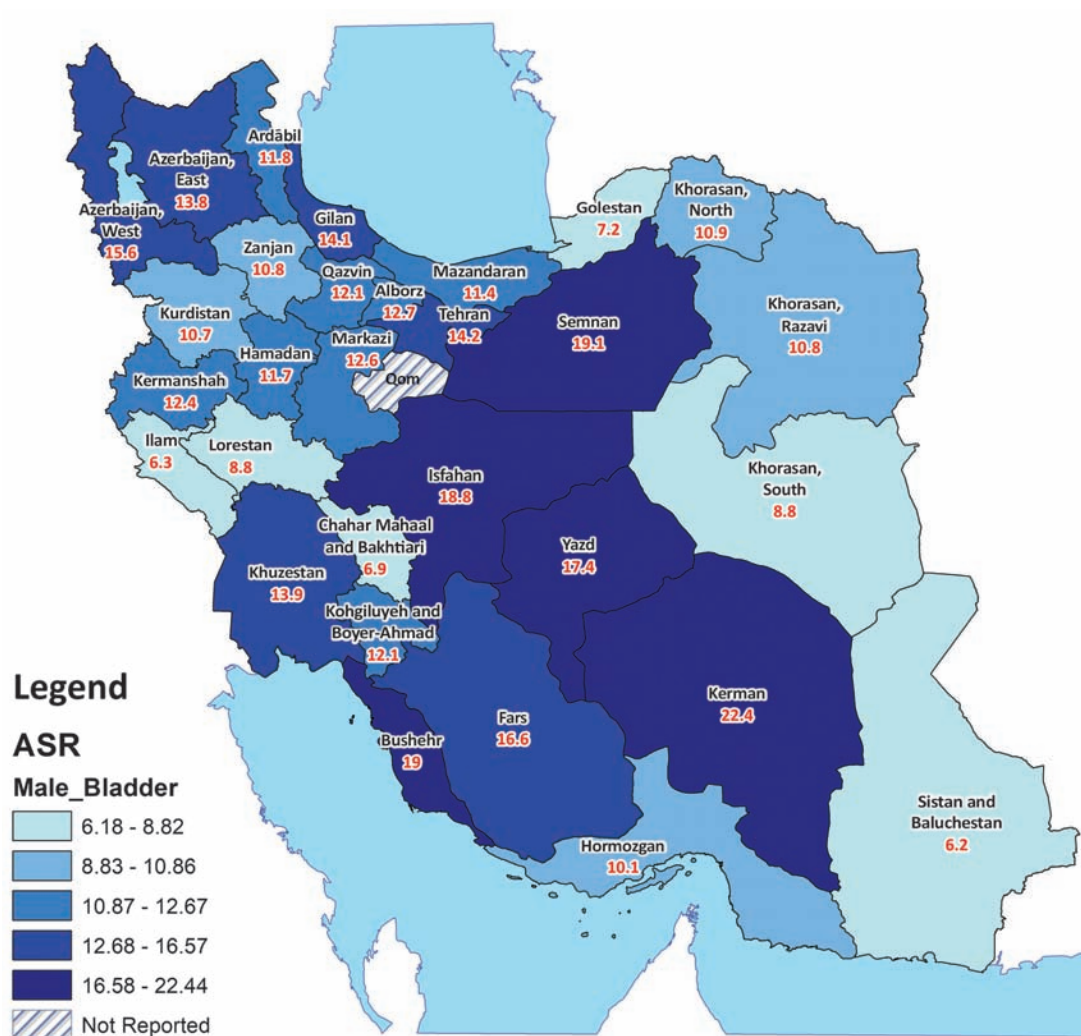 Ardābil
11.8
Azerbaijan,
East
13.8
Azerbaijan,
West
15.6
Gilan
14.1
Zanjan
10.8
Qazvin
12.1
Alborz
12.7
Mazandaran
11.4
Tehran
14.2
Golestan
7.2
Khorasan,
North
10.9
Khorasan,
Razavi
10.8
Semnan
19.1
Kurdistan
10.7
Hamadan
11.7
Markazi
12.6
Qom
Kermanshah
12.4
Ilam
6.3
Lorestan
8.8
Isfahan
18.8
Khorasan,
South
8.8
Chahar Mahaal
and Bakhtiari
6.9
Yazd
17.4
Khuzestan
13.9
Kohgiluyeh and
Boyer-Ahmad
12.1
Kerman
22.4
Fars
16.6
Bushehr
19
Hormozgan
10.1
Sistan and
Baluchestan
6.2
Legend
ASR
Male_Bladder
6.18 - 8.82
8.83 - 10.86
10.87 - 12.67
12.68 - 16.57
16.58 - 22.44
Not Reported